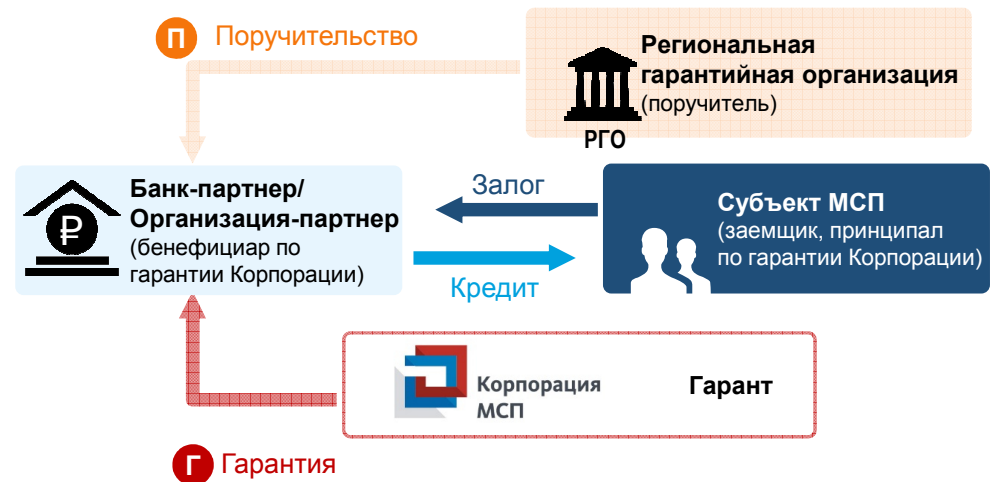 П Поручительство
Региональная
гарантийная организация
(поручитель)
РГО
Банк-партнер/
Организация-партнер
(бенефициар по
гарантии Корпорации)
₽
Залог
Кредит
Субъект МСП
(заемщик, принципал
по гарантии Корпорации)
Корпорация
МСП
Гарант
Г Гарантия